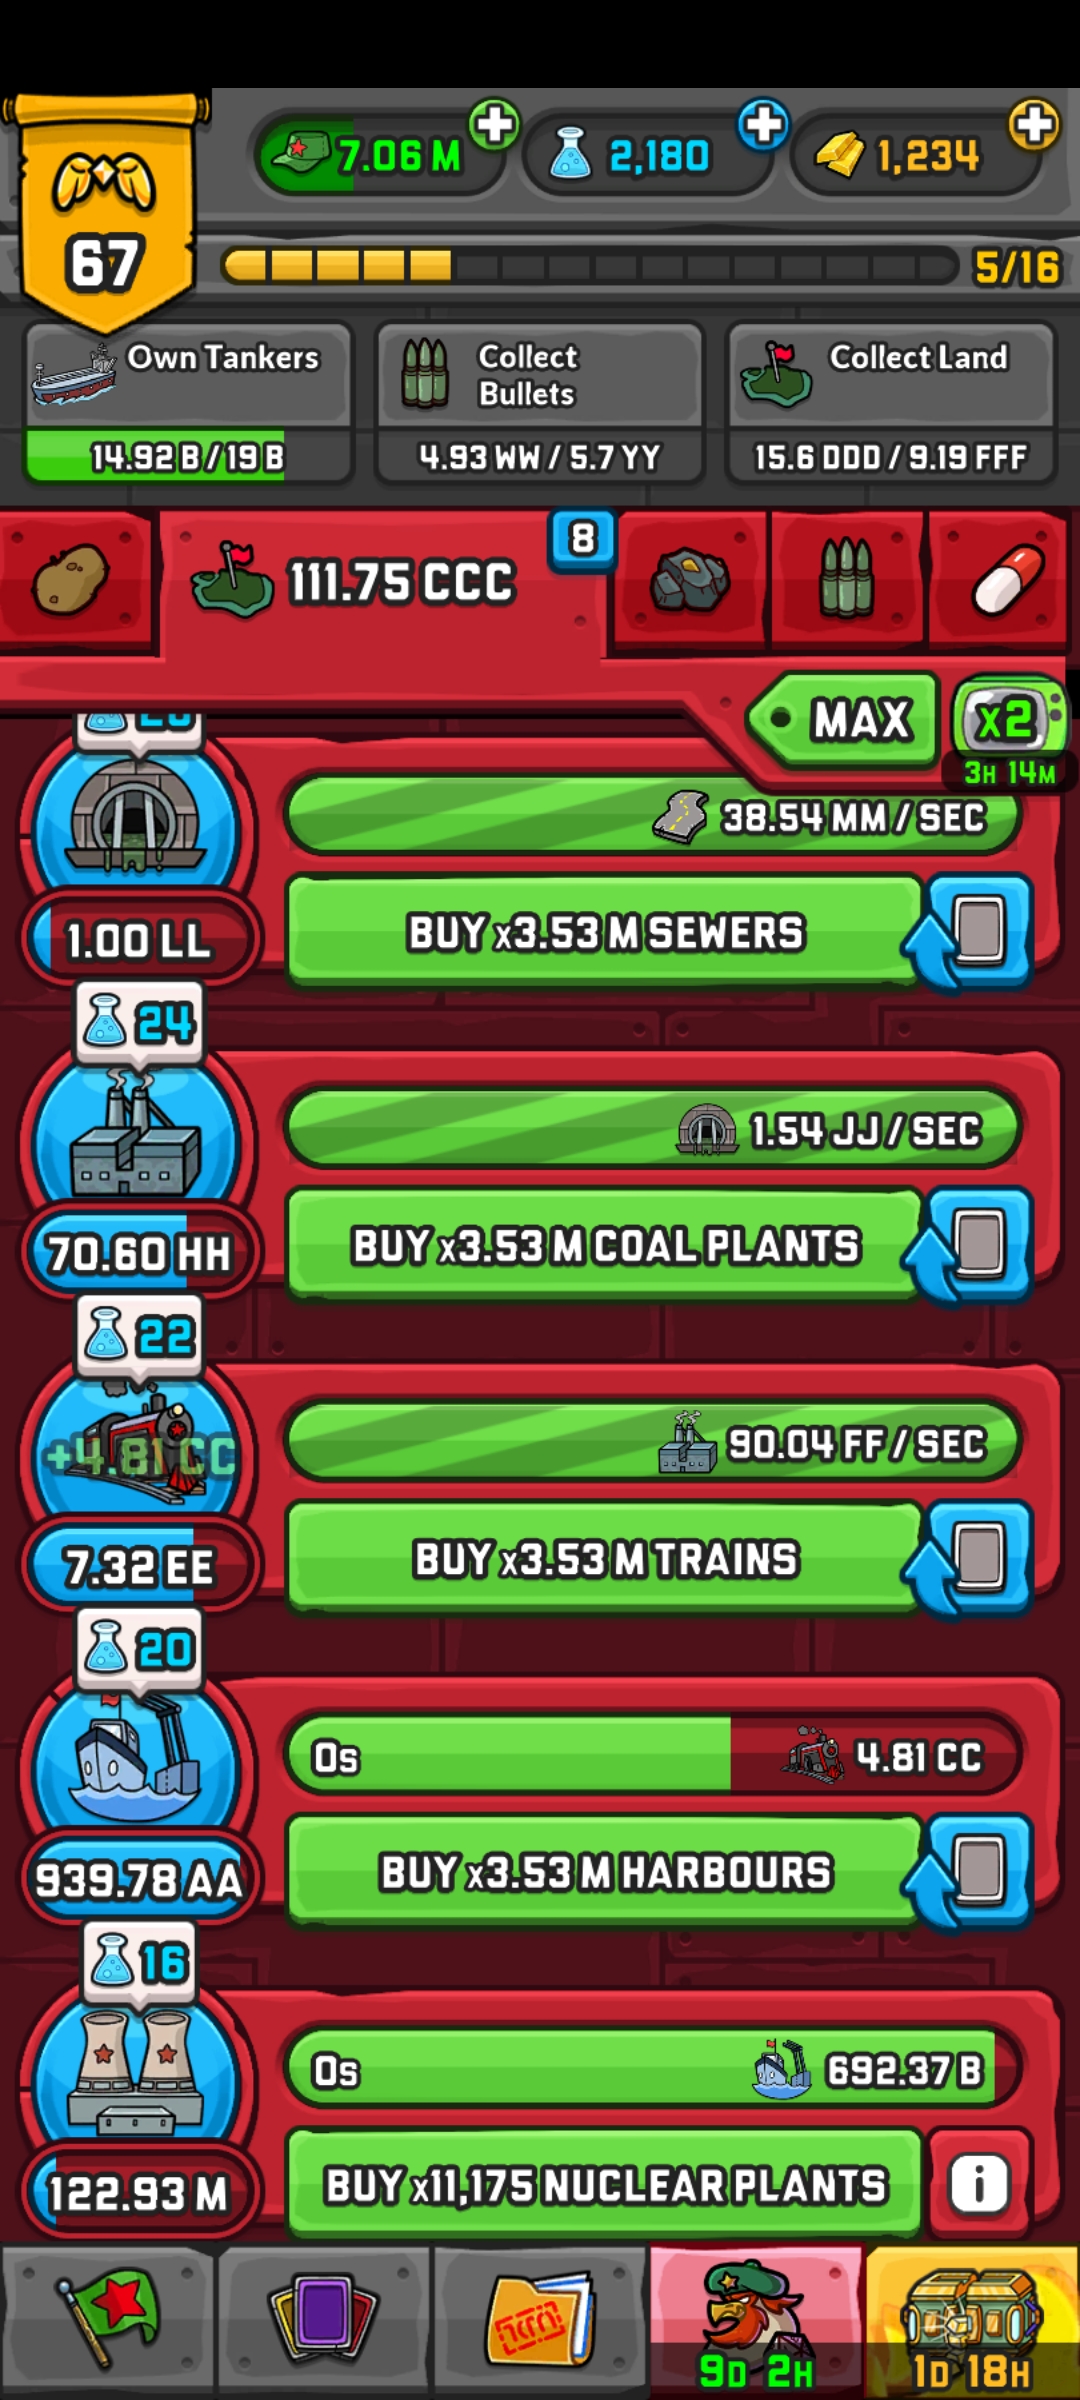 7.06 M
2,180
1,234
67
5/16
Own Tankers
14.92 B / 19 B
Collect
Bullets
4.93 WW / 5.7 YY
Collect Land
15.6 DDD / 9.19 FFF
111.75 CCC
8
MAX
x2
3H 14M
38.54 MM / SEC
1.00 LL
BUY x3.53 M SEWERS
24
1.54 JJ / SEC
70.60 HH
BUY x3.53 M COAL PLANTS
22
+4.81 CC
90.04 FF / SEC
7.32 EE
BUY x3.53 M TRAINS
20
0s
4.81 CC
939.78 AA
BUY x3.53 M HARBOURS
16
0s
692.37 B
122.93 M
BUY x11,175 NUCLEAR PLANTS
i
9D 2H
1D 18H